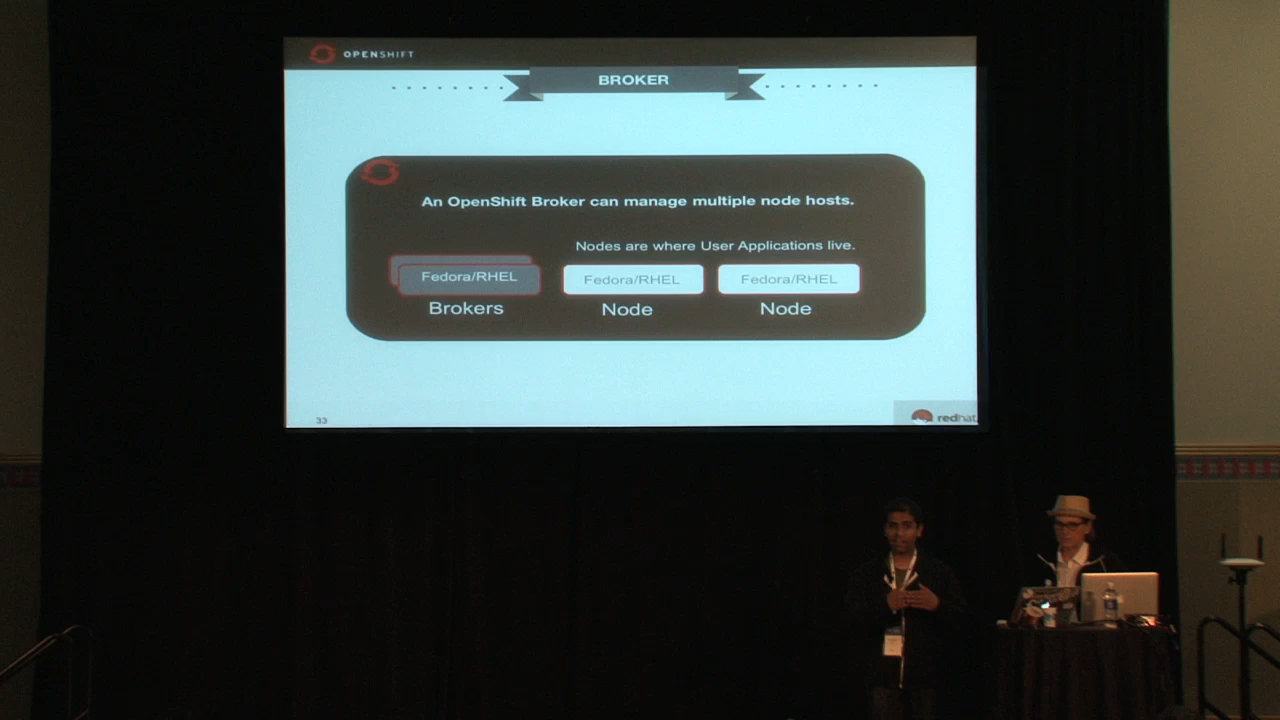 OPENSHIFT
BROKER
An OpenShift Broker can manage multiple node hosts.
Nodes are where User Applications live.
Fedora/RHEL
Fedora/RHEL
Fedora/RHEL
Brokers
Node
Node
33
redhat